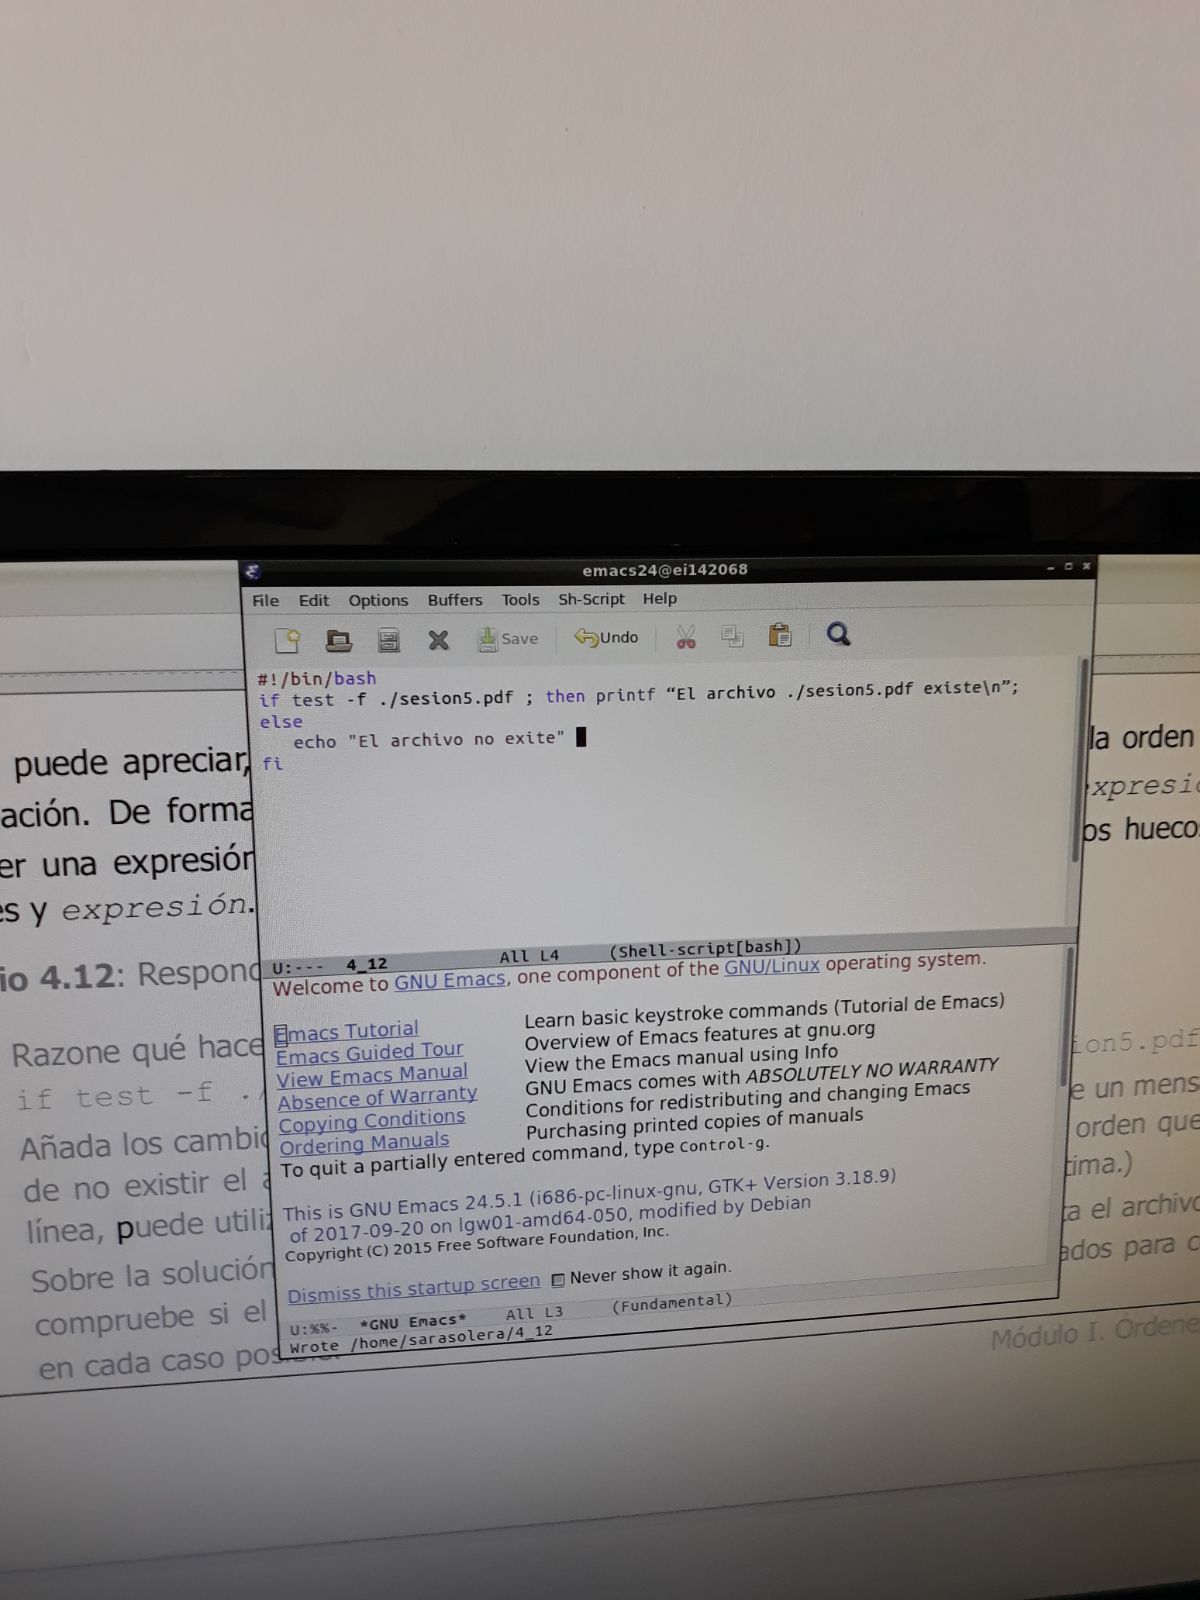 emacs24@ei142068
File Edit Options Buffers Tools Sh-Script Help
Save Undo
#!/bin/bash
if test -f ./sesion5.pdf ; then printf “El archivo ./sesion5.pdf existe\n”;
else
echo "El archivo no exite"
fi
U:--- 4_12 All L4 (Shell-script[bash])
Welcome to GNU Emacs, one component of the GNU/Linux operating system.
Emacs Tutorial Learn basic keystroke commands (Tutorial de Emacs)
Emacs Guided Tour Overview of Emacs features at gnu.org
View Emacs Manual View the Emacs manual using Info
Absence of Warranty GNU Emacs comes with ABSOLUTELY NO WARRANTY
Copying Conditions Conditions for redistributing and changing Emacs
Ordering Manuals Purchasing printed copies of manuals
To quit a partially entered command, type Control-g.
This is GNU Emacs 24.5.1 (i686-pc-linux-gnu, GTK+ Version 3.18.9)
of 2017-09-20 on lgw01-amd64-050, modified by Debian
Copyright (C) 2015 Free Software Foundation, Inc.
Dismiss this startup screen Never show it again.
U:%%- *GNU Emacs* All L3 (Fundamental)
Wrote /home/sarasolera/4_12
puede apreciar, la orden
ación. De forma xpresió
er una expresión os huecos
es y expresión.
io 4.12: Respond
Razone qué hace ion5.pdf
if test -f ./ e un mens
Añada los cambio orden que
de no existir el a tima.)
línea, puede utiliz ta el archivo
Sobre la solución ados para c
compruebe si el
en cada caso pos
Módulo I. Órdene